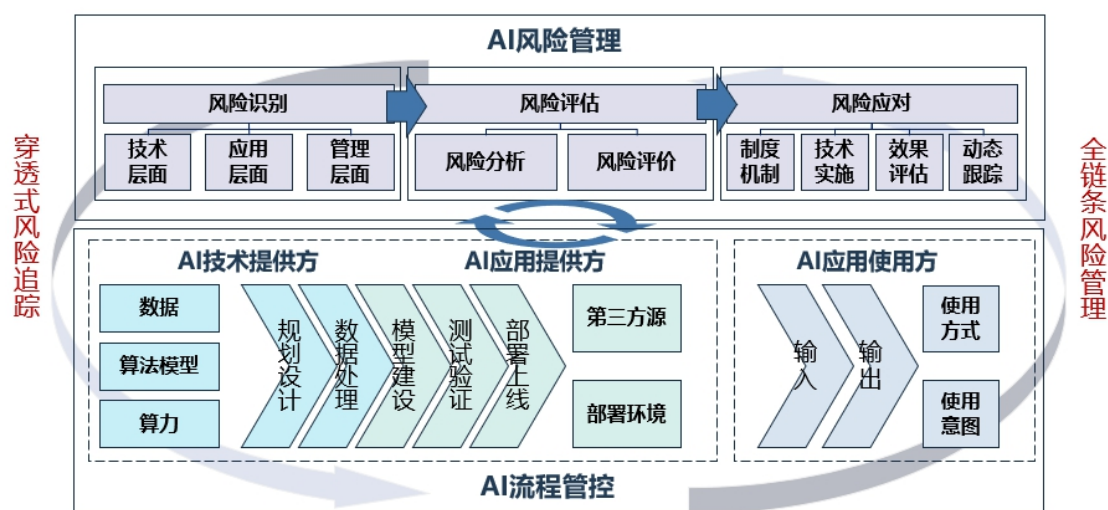 AI风险管理
风险识别
风险评估
风险应对
技术
层面
应用
层面
管理
层面
风险分析
风险评价
制度
机制
技术
实施
效果
评估
动态
跟踪
穿透式风险追踪
全链条风险管理
AI技术提供方
AI应用提供方
AI应用使用方
数据
算法模型
算力
规划设计
数据处理
模型建设
测试验证
部署上线
第三方源
部署环境
输入
输出
使用
方式
使用
意图
AI流程管控